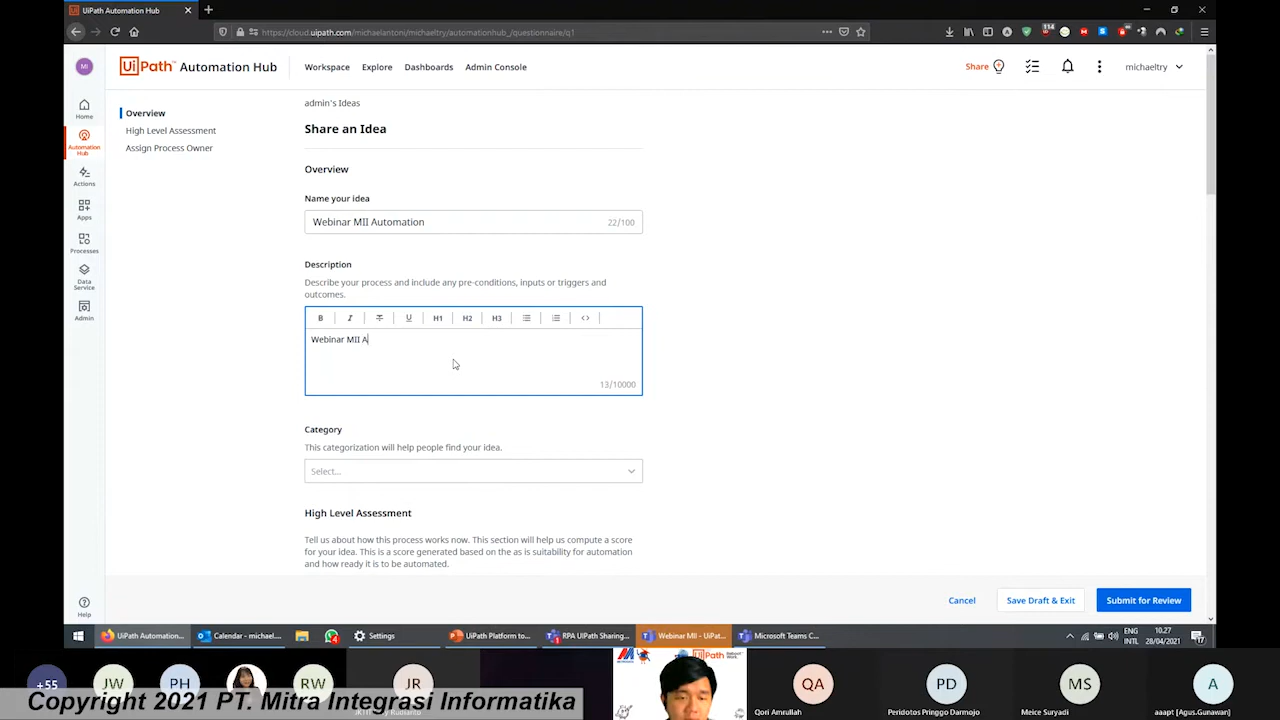 UiPath Automation Hub
https://cloud.uipath.com/michaelantoni/michaeltry/automationhub_/questionnaire/q1
114
MI
UiPath Automation Hub
Workspace
Explore
Dashboards
Admin Console
Share
michaeltry
Home
Automation
Hub
Actions
Apps
Processes
Data
Service
Admin
Help
Overview
High Level Assessment
Assign Process Owner
admin's Ideas
Share an Idea
Overview
Name your idea
Webinar MII Automation
22/100
Description
Describe your process and include any pre-conditions, inputs or triggers and
outcomes.
B I T U H1 H2 H3 <>
Webinar MII A
13/10000
Category
This categorization will help people find your idea.
Select...
High Level Assessment
Tell us about how this process works now. This section will help us compute a score
for your idea. This is a score generated based on the as is suitability for automation
and how ready it is to be automated.
Cancel
Save Draft & Exit
Submit for Review
UiPath Automation...
Calendar - michael...
Settings
UiPath Platform to...
RPA UiPath Sharing...
Webinar MII - UiPat...
Microsoft Teams C...
ENG
INTL
10.27
28/04/2021
17
+55
JW
PH
RW
JR
QA
PD
MS
A
UiPath
Qori Amrullah
Peridotos Pringgo Darmojo
Meice Suryadi
aaapt [Agus.Gunawan]
Copyright 2021 PT. Mitra Integrasi Informatika